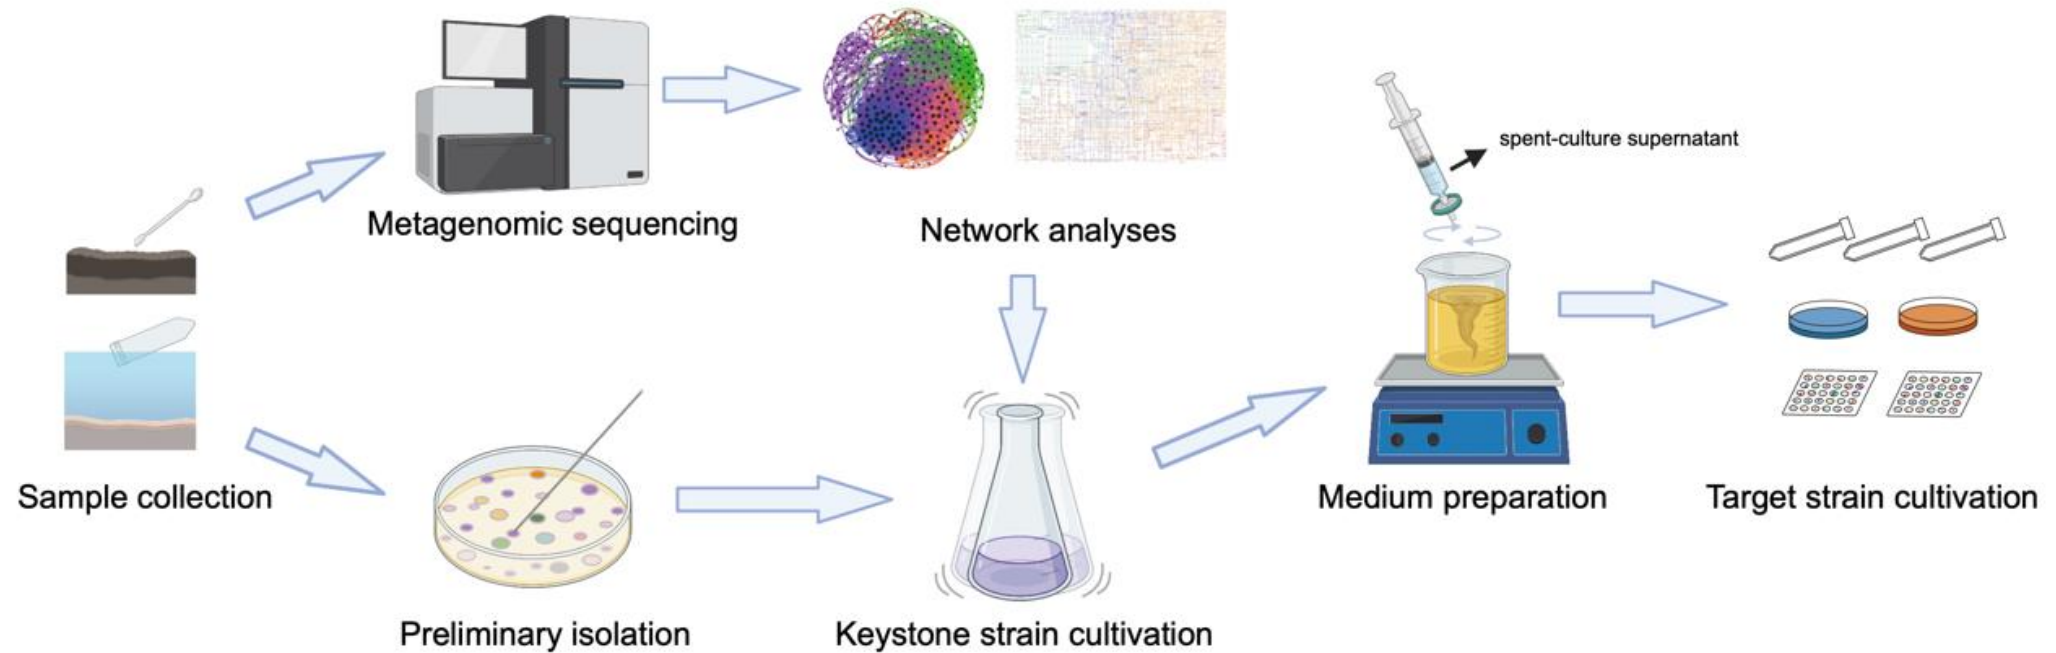 Metagenomic sequencing
Network analyses
spent-culture supernatant
Sample collection
Preliminary isolation
Keystone strain cultivation
Medium preparation
Target strain cultivation